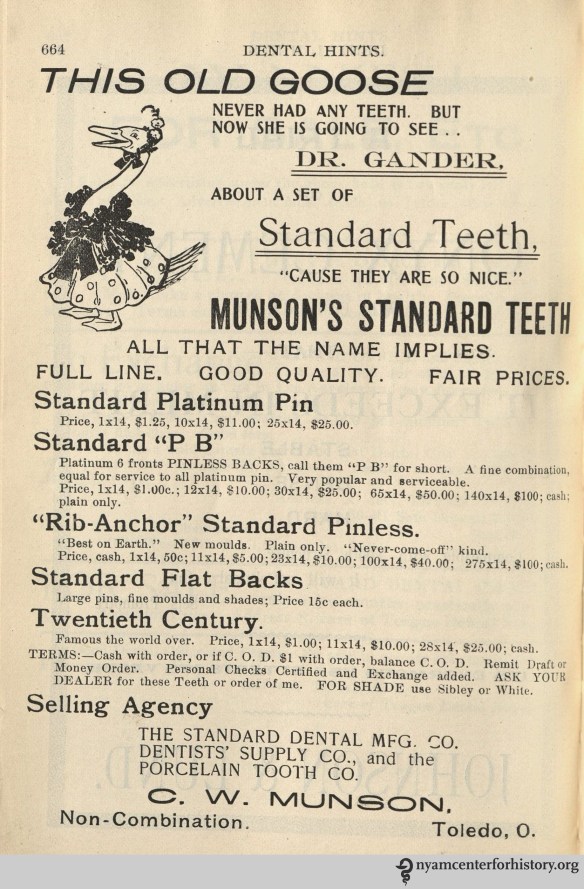 664 DENTAL HINTS.
THIS OLD GOOSE
NEVER HAD ANY TEETH. BUT
NOW SHE IS GOING TO SEE . .
DR. GANDER,
ABOUT A SET OF
Standard Teeth,
"CAUSE THEY ARE SO NICE."
MUNSON'S STANDARD TEETH
ALL THAT THE NAME IMPLIES.
FULL LINE. GOOD QUALITY. FAIR PRICES.
Standard Platinum Pin
Price, 1x14, $1.25, 10x14, $11.00; 25x14, $25.00.
Standard "P B"
Platinum 6 fronts PINLESS BACKS, call them "P B" for short. A fine combination,
equal for service to all platinum pin. Very popular and serviceable.
Price, 1x14, $1.00c.; 12x14, $10.00; 30x14, $25.00; 65x14, $50.00; 140x14, $100; cash;
plain only.
"Rib-Anchor" Standard Pinless.
"Best on Earth." New moulds. Plain only. "Never-come-off" kind.
Price, cash, 1x14, 50c; 11x14, $5.00; 23x14, $10.00; 100x14, $40.00; 275x14, $100; cash.
Standard Flat Backs
Large pins, fine moulds and shades; Price 15c each.
Twentieth Century.
Famous the world over. Price, 1x14, $1.00; 11x14, $10.00; 28x14, $25.00; cash.
TERMS:—Cash with order, or if C. O. D. $1 with order, balance C. O. D. Remit Draft or
Money Order. Personal Checks Certified and Exchange added. ASK YOUR
DEALER for these Teeth or order of me. FOR SHADE use Sibley or White.
Selling Agency
THE STANDARD DENTAL MFG. CO.
DENTISTS' SUPPLY CO., and the
PORCELAIN TOOTH CO.
C. W. MUNSON,
Non-Combination. Toledo, O.
nyamcenterforhistory.org